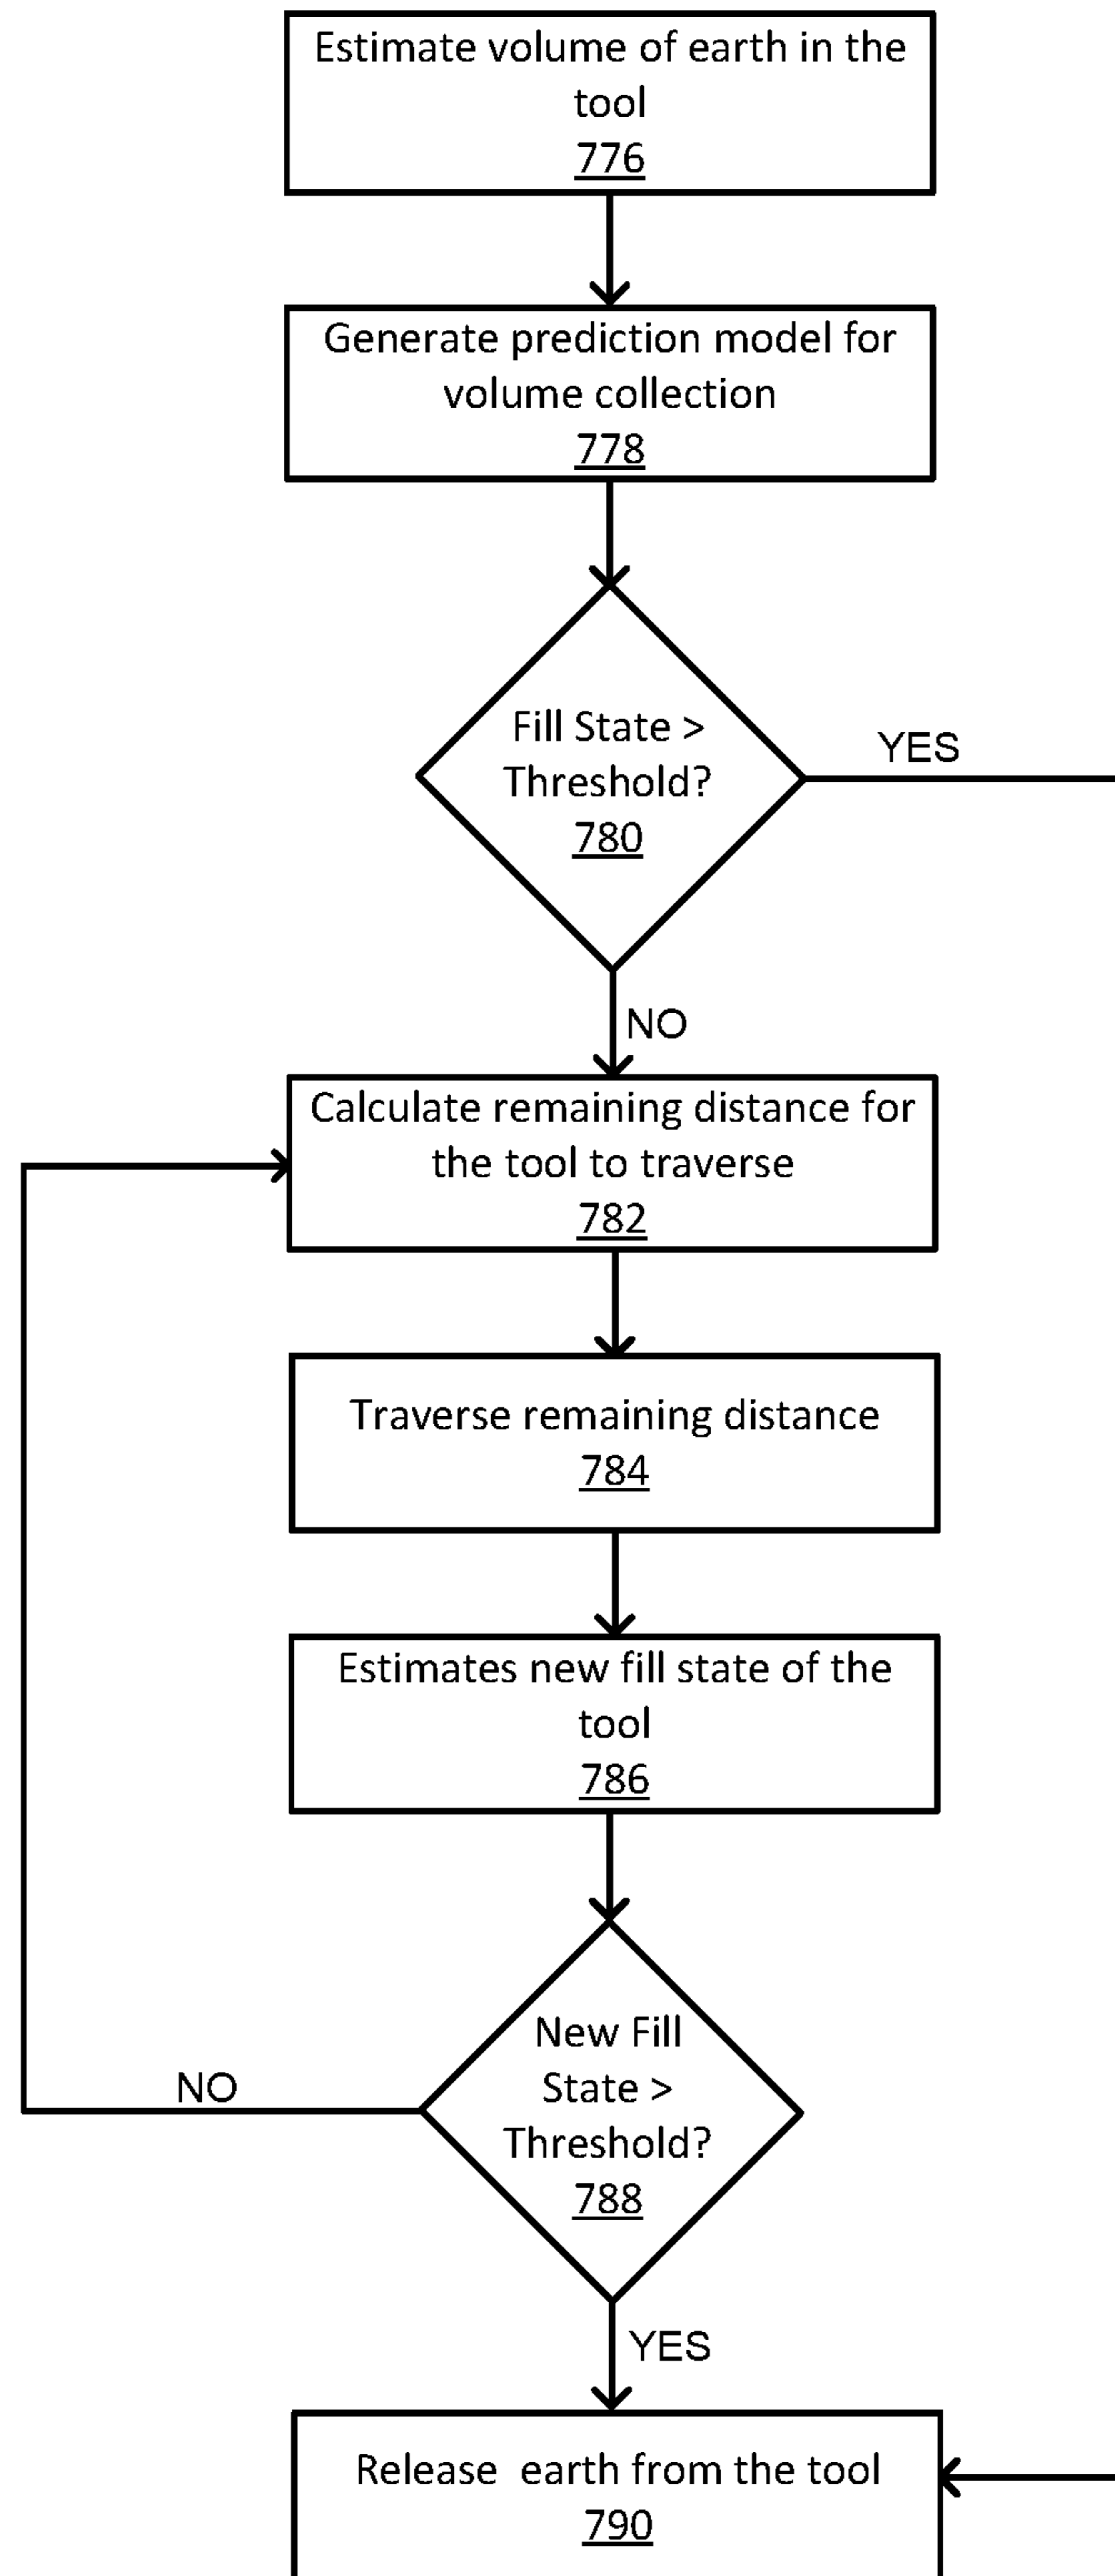 Estimate volume of earth in the
tool
776
Generate prediction model for
volume collection
778
Fill State >
Threshold?
780
YES
NO
Calculate remaining distance for
the tool to traverse
782
Traverse remaining distance
784
Estimates new fill state of the
tool
786
New Fill
State >
Threshold?
788
NO
YES
Release earth from the tool
790